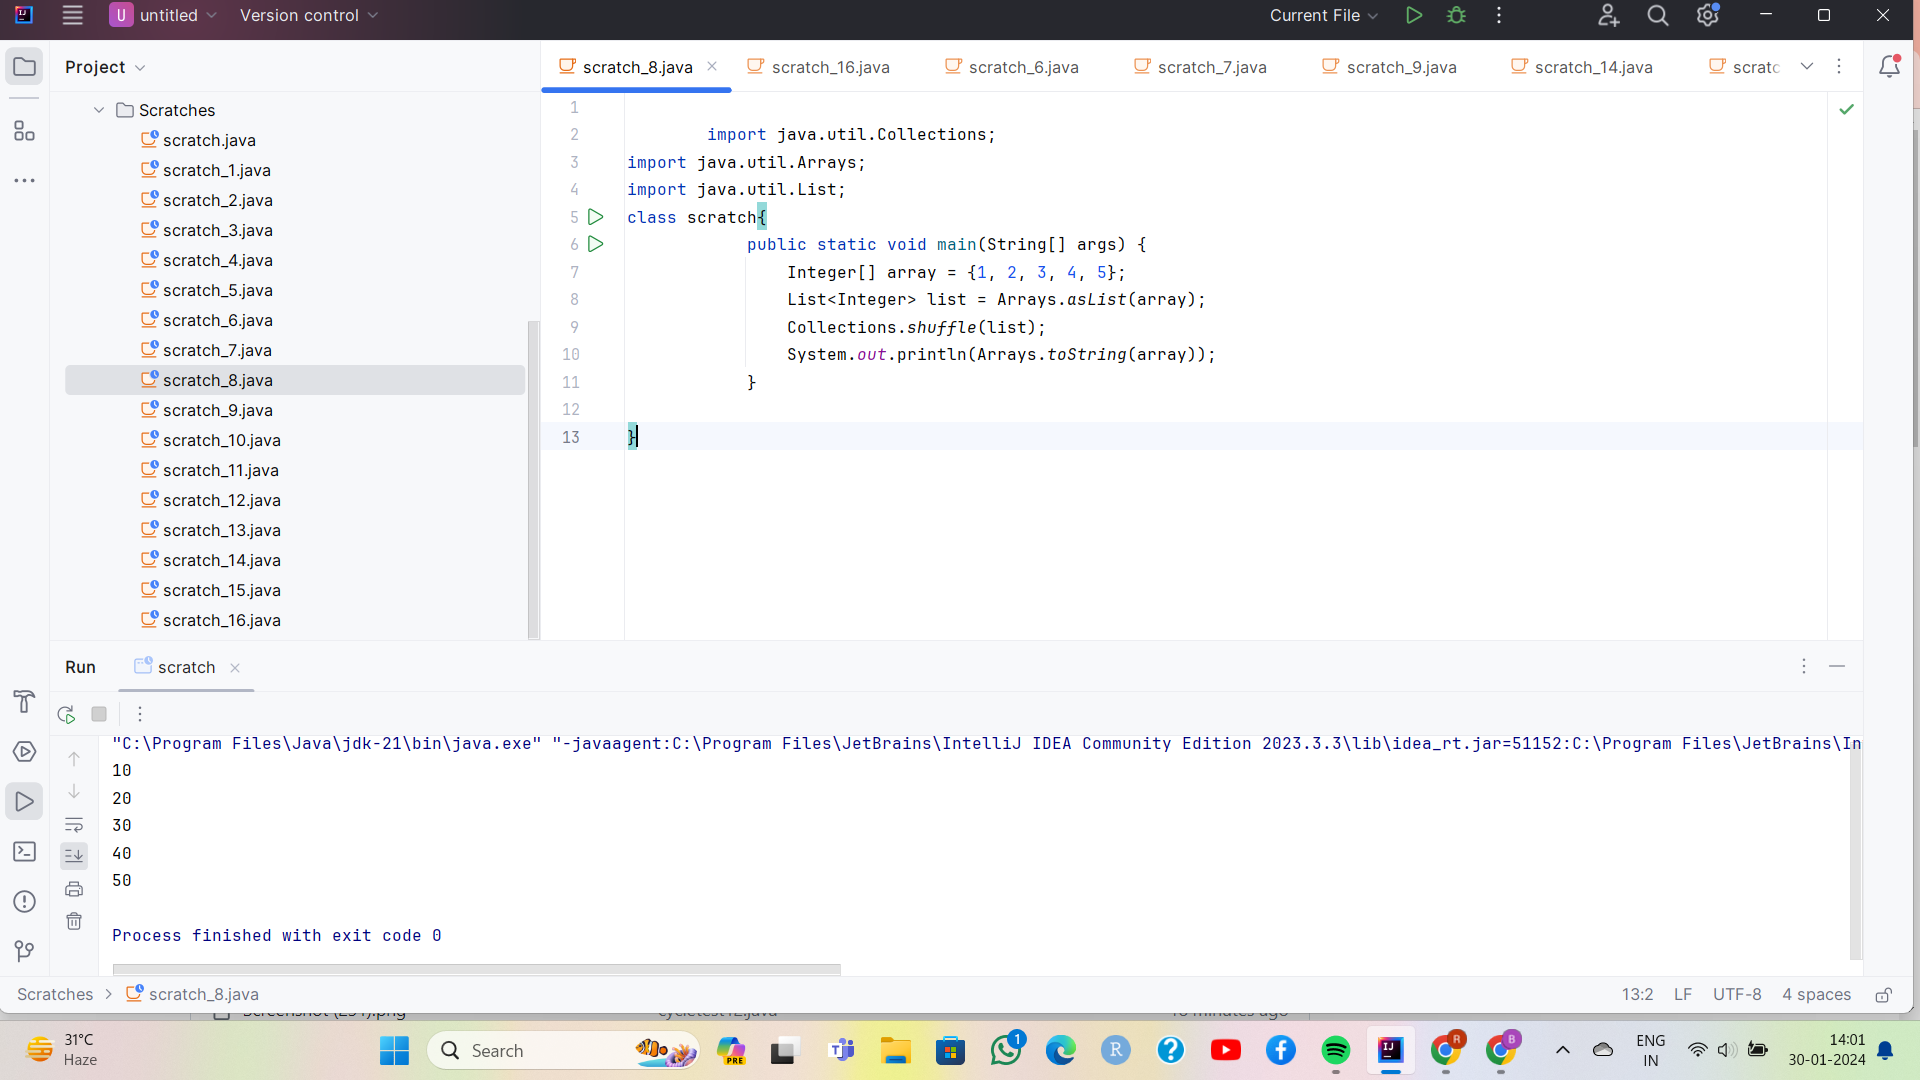 U untitled Version control Current File
Project
scratch_8.java scratch_16.java scratch_6.java scratch_7.java scratch_9.java scratch_14.java scratc
Scratches
scratch.java
scratch_1.java
scratch_2.java
scratch_3.java
scratch_4.java
scratch_5.java
scratch_6.java
scratch_7.java
scratch_8.java
scratch_9.java
scratch_10.java
scratch_11.java
scratch_12.java
scratch_13.java
scratch_14.java
scratch_15.java
scratch_16.java
1
2 import java.util.Collections;
3 import java.util.Arrays;
4 import java.util.List;
5 class scratch{
6 public static void main(String[] args) {
7 Integer[] array = {1, 2, 3, 4, 5};
8 List<Integer> list = Arrays.asList(array);
9 Collections.shuffle(list);
10 System.out.println(Arrays.toString(array));
11 }
12
13 }
Run scratch
"C:\Program Files\Java\jdk-21\bin\java.exe" "-javaagent:C:\Program Files\JetBrains\IntelliJ IDEA Community Edition 2023.3.3\lib\idea_rt.jar=51152:C:\Program Files\JetBrains\In
10
20
30
40
50
Process finished with exit code 0
Scratches > scratch_8.java 13:2 LF UTF-8 4 spaces
31°C
Haze
Search
PRE
1
ENG
IN
14:01
30-01-2024